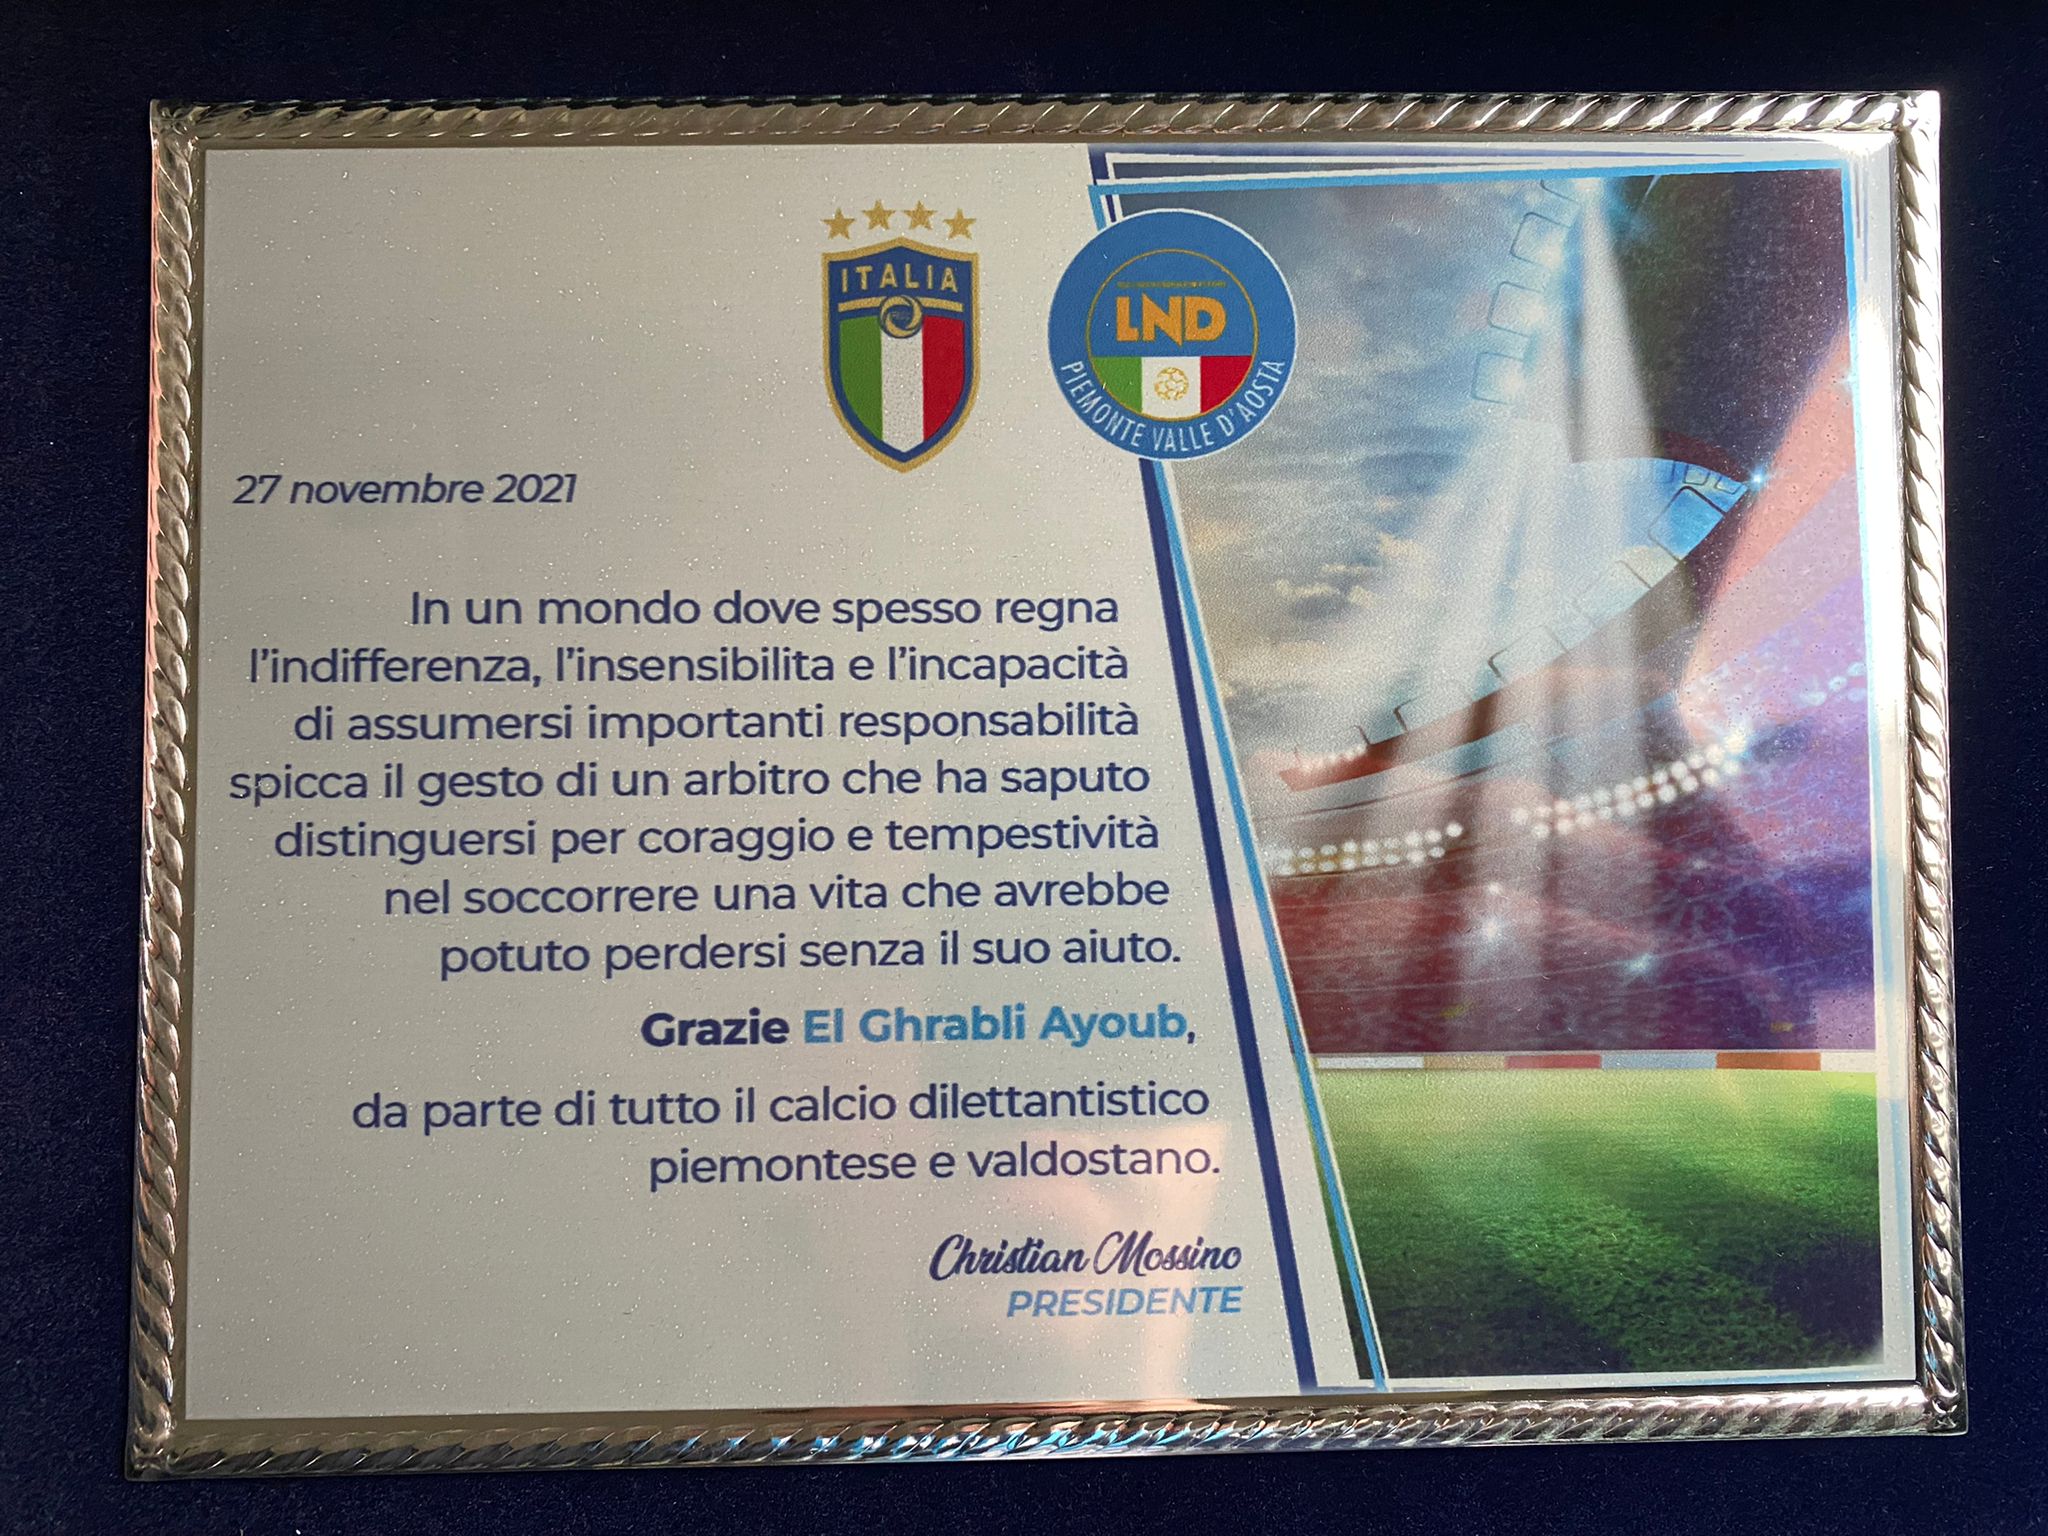 ITALIA
LND
PIEMONTE VALLE D'AOSTA
27 novembre 2021
In un mondo dove spesso regna
l'indifferenza, l'insensibilita e l'incapacità
di assumersi importanti responsabilità
spicca il gesto di un arbitro che ha saputo
distinguersi per coraggio e tempestività
nel soccorrere una vita che avrebbe
potuto perdersi senza il suo aiuto.
Grazie El Ghrabli Ayoub,
da parte di tutto il calcio dilettantistico
piemontese e valdostano.
Christian Mossino
PRESIDENTE